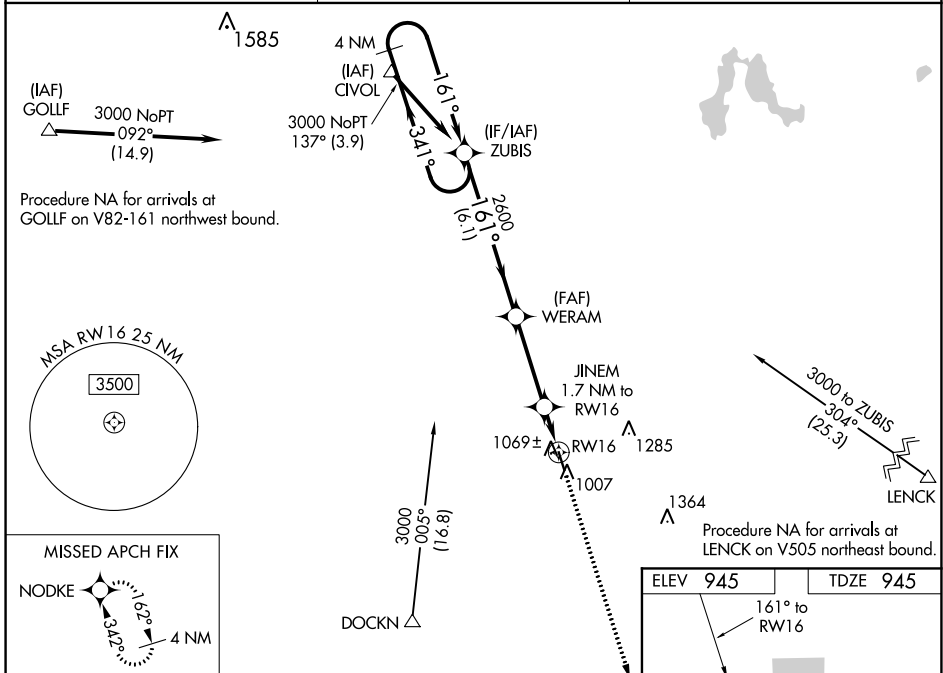 1585
4 NM
(IAF)
CIVOL
161°
(IAF)
GOLLF
3000 NoPT
092°
(14.9)
3000 NoPT
137° (3.9)
341°
(IF/IAF)
ZUBIS
Procedure NA for arrivals at
GOLLF on V82-161 northwest bound.
2600
161°
(6.1)
(FAF)
WERAM
MSA RW16 25 NM
3500
JINEM
1.7 NM to
RW16
3000 to ZUBIS
304°
(25.3)
1069±
RW16
1285
1007
LENCK
1364
3000
005°
(16.8)
Procedure NA for arrivals at
LENCK on V505 northeast bound.
MISSED APCH FIX
NODKE
162°
342°
4 NM
DOCKN
ELEV 945
TDZE 945
161° to
RW16